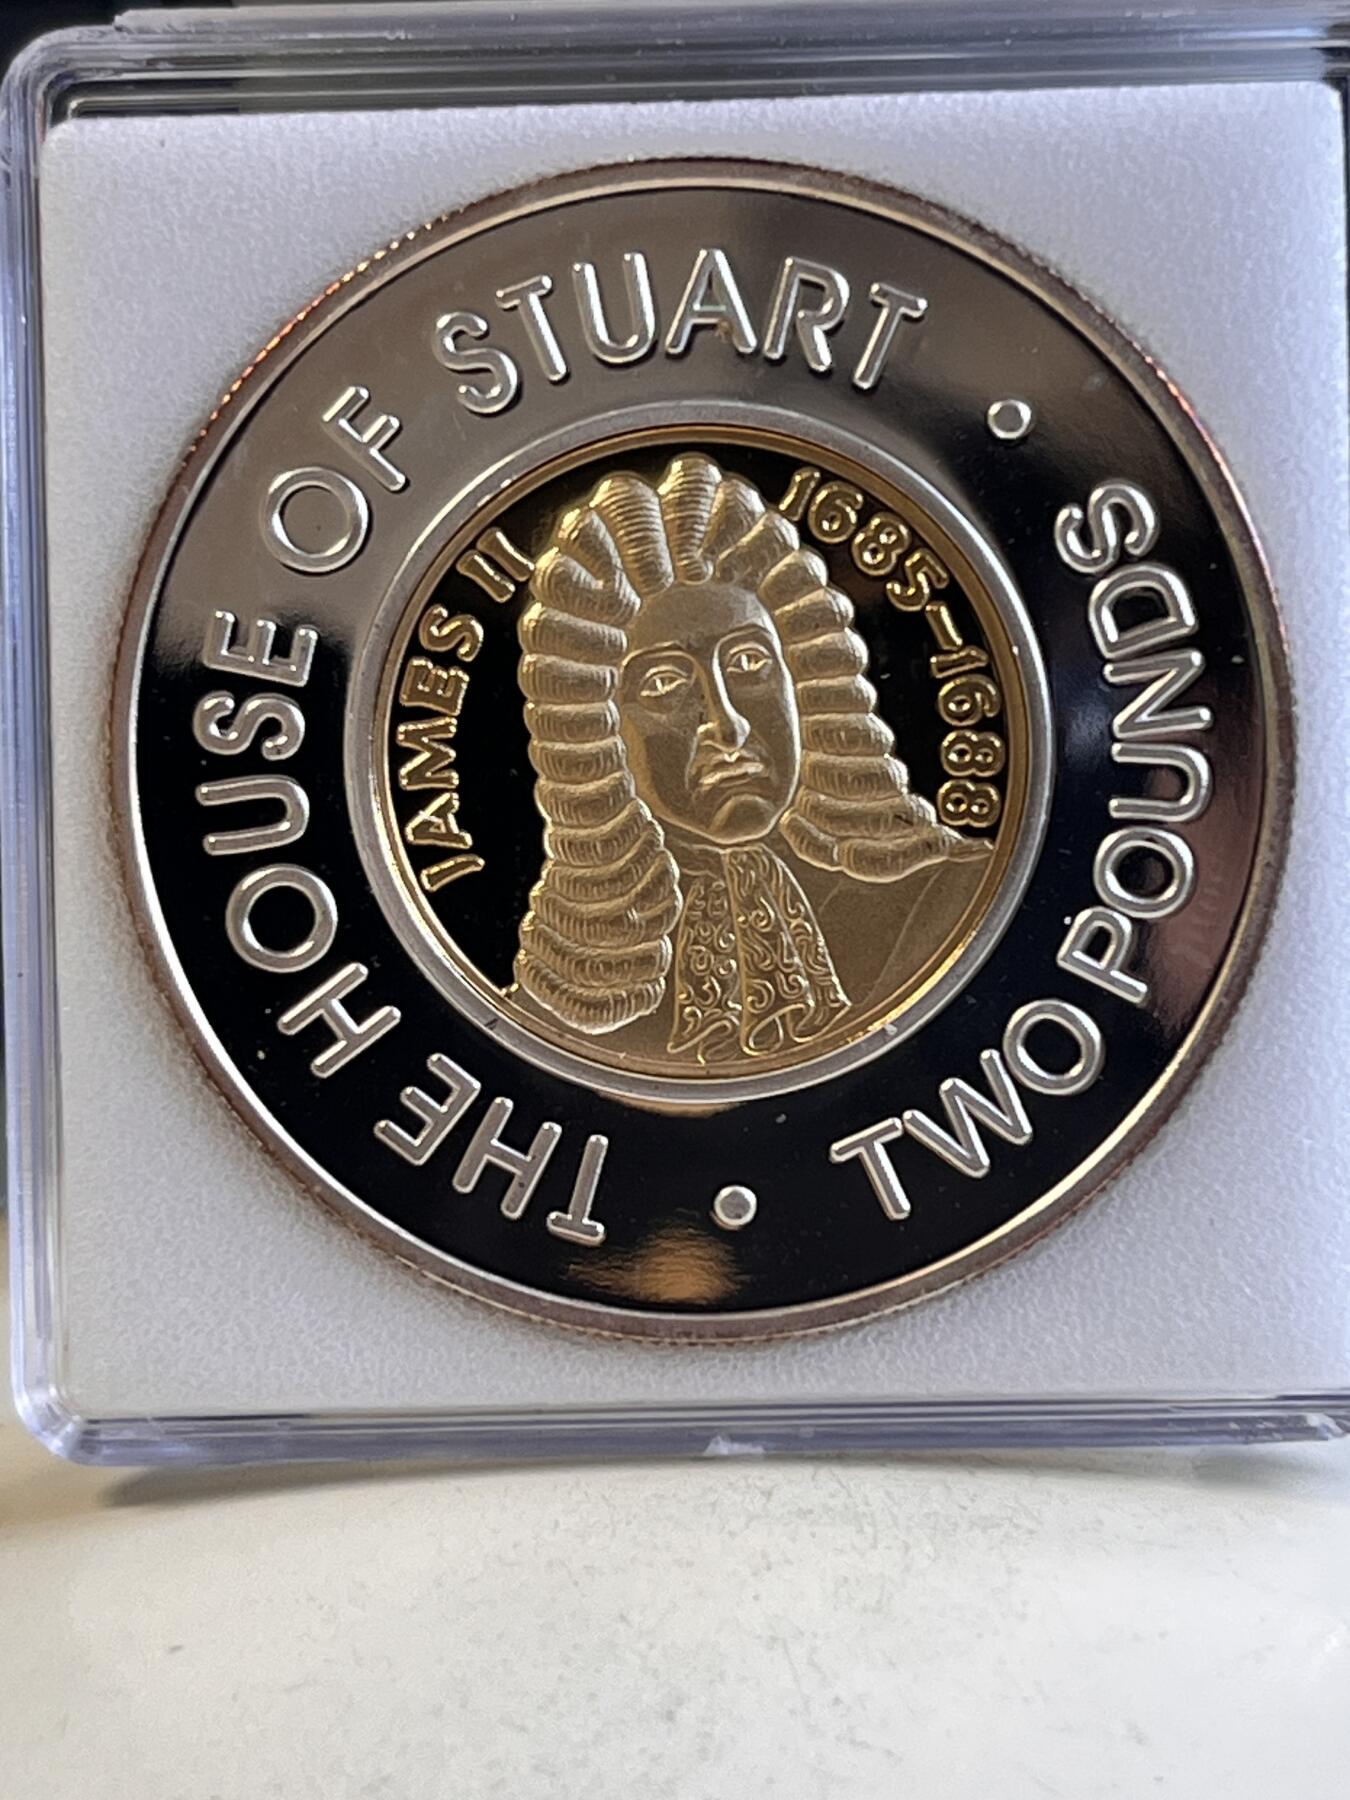 THE HOUSE OF STUART • TWO POUNDS •
JAMES II 1685-1688